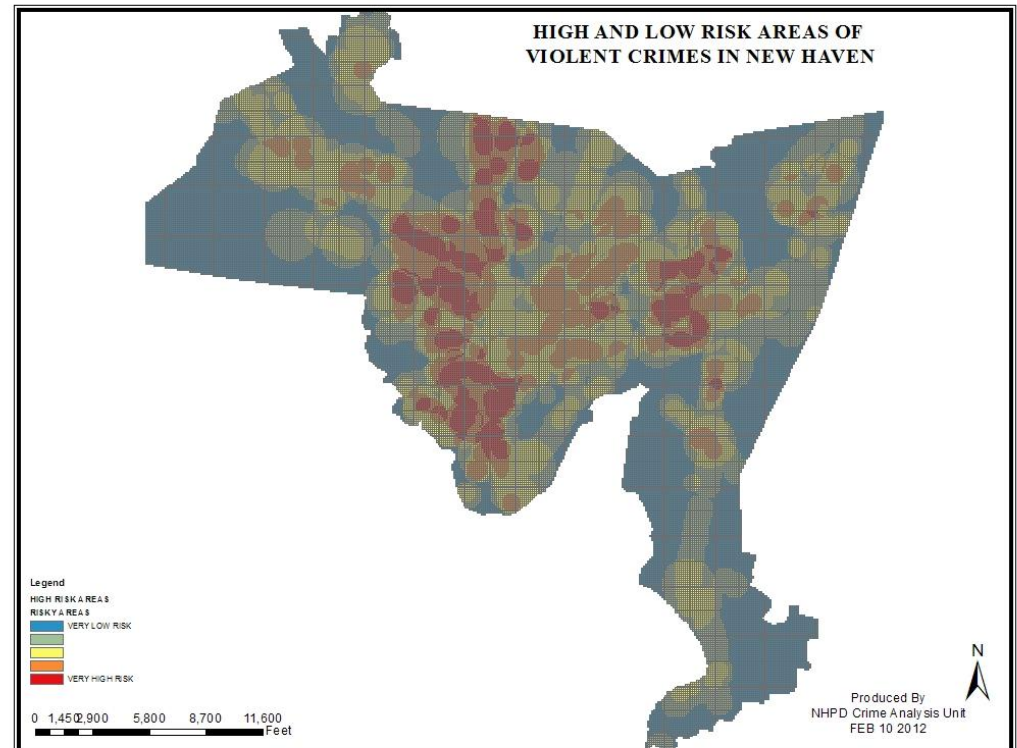 HIGH AND LOW RISK AREAS OF
VIOLENT CRIMES IN NEW HAVEN
Legend
HIGH RISK AREAS
RISKY AREAS
VERY LOW RISK
VERY HIGH RISK
0 1,450 2,900 5,800 8,700 11,600
Feet
N
Produced By
NHPD Crime Analysis Unit
FEB 10 2012